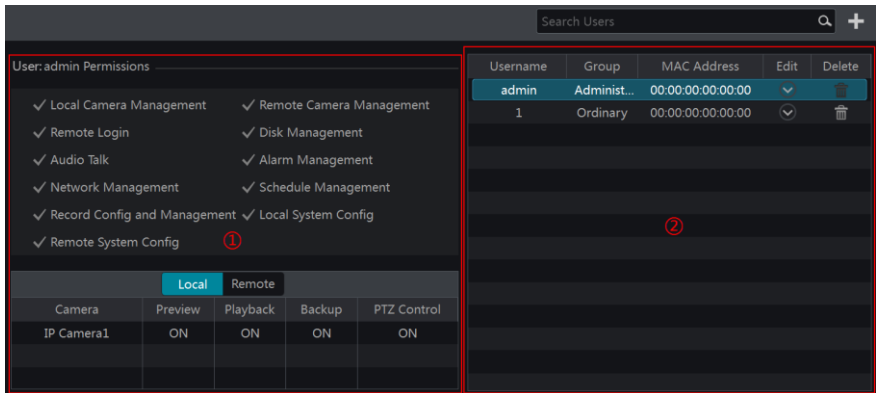 Search Users
User:admin Permissions
Local Camera Management Remote Camera Management
Remote Login Disk Management
Audio Talk Alarm Management
Network Management Schedule Management
Record Config and Management Local System Config
Remote System Config ①
Local Remote
Camera Preview Playback Backup PTZ Control
IP Camera1 ON ON ON ON
Username Group MAC Address Edit Delete
admin Administ... 00:00:00:00:00:00
1 Ordinary 00:00:00:00:00:00
②